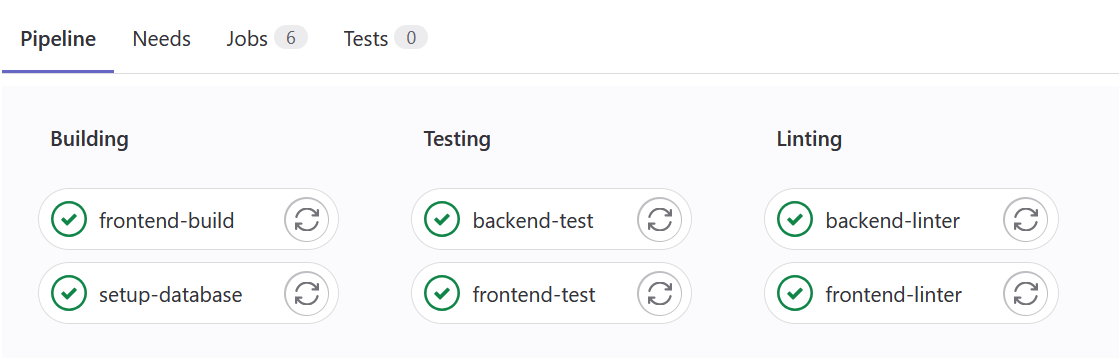 Pipeline Needs Jobs 6 Tests 0
Building Testing Linting
frontend-build backend-test backend-linter
setup-database frontend-test frontend-linter